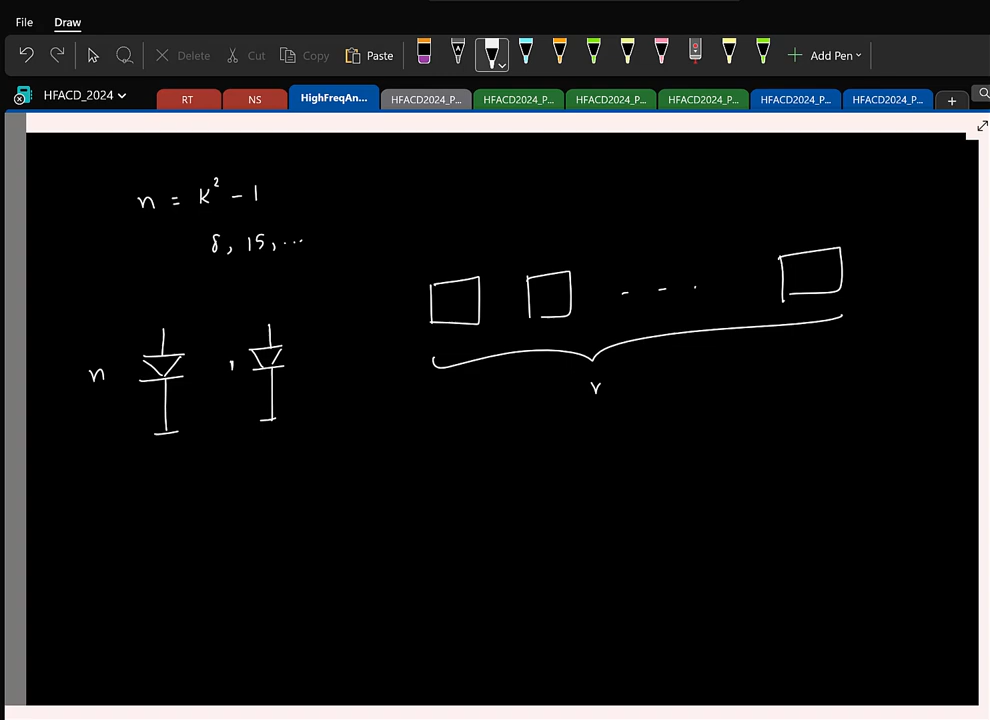 File Draw
Delete Cut Copy Paste Add Pen
HFACD_2024 RT NS HighFreqAn... HFACD2024_P... HFACD2024_P... HFACD2024_P... HFACD2024_P... HFACD2024_P... HFACD2024_P... +
n = k² - 1
8, 15, ...
n ,
- - .